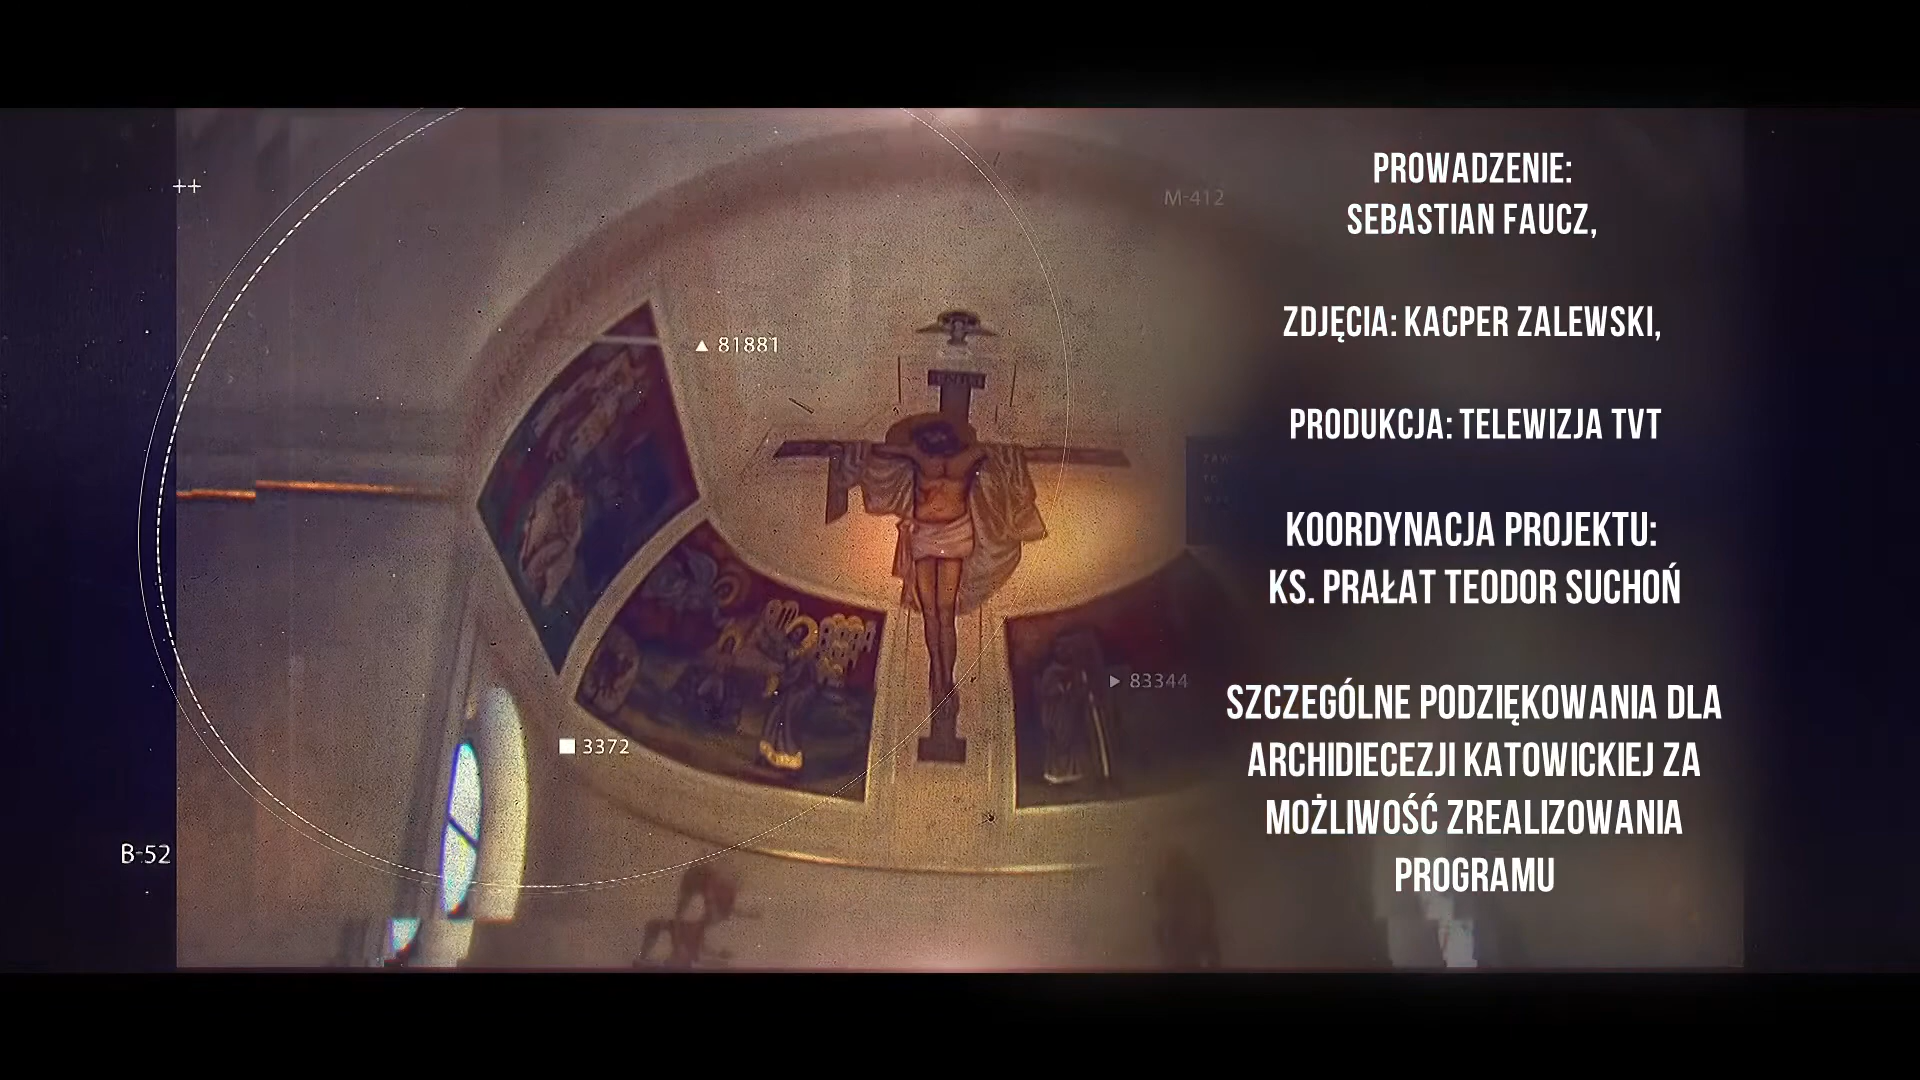 PROWADZENIE:
SEBASTIAN FAUCZ,
ZDJĘCIA: KACPER ZALEWSKI,
PRODUKCJA: TELEWIZJA TVT
KOORDYNACJA PROJEKTU:
KS. PRAŁAT TEODOR SUCHOŃ
SZCZEGÓLNE PODZIĘKOWANIA DLA
ARCHIDIECEZJI KATOWICKIEJ ZA
MOŻLIWOŚĆ ZREALIZOWANIA
PROGRAMU
++
M-412
▲ 81881
▶ 83344
■ 3372
B-52